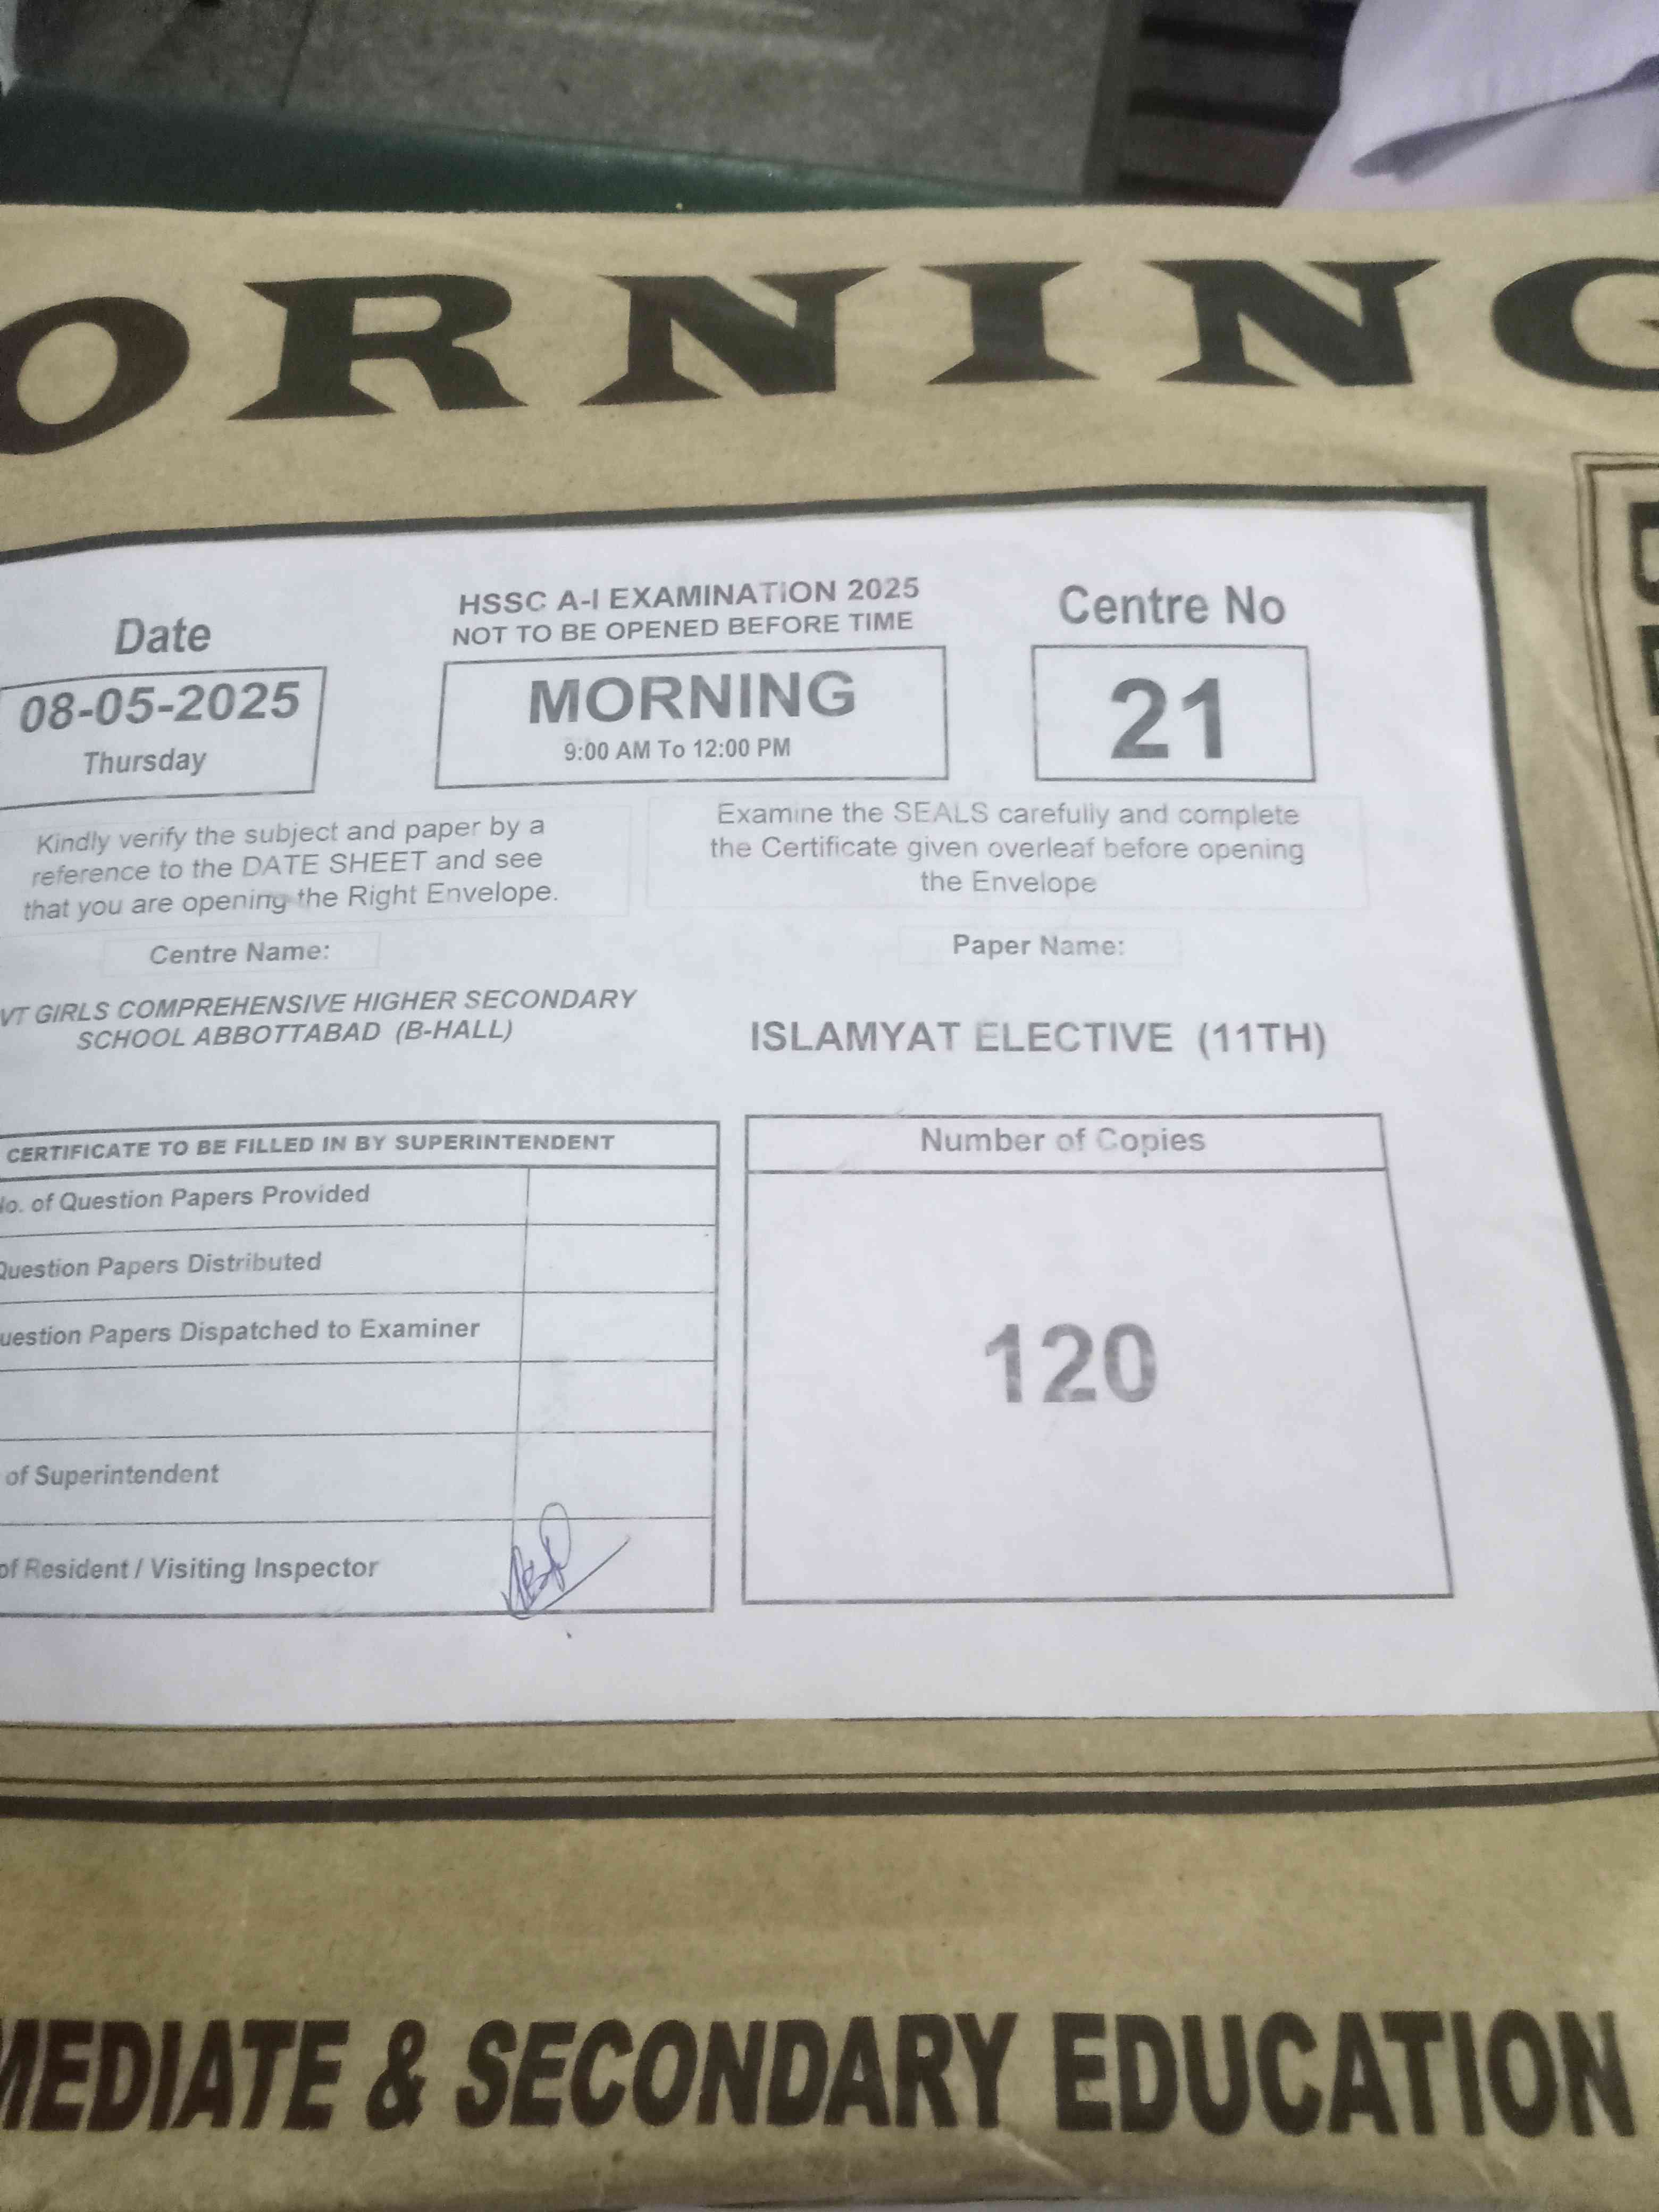 ORNING
HSSC A-I EXAMINATION 2025
NOT TO BE OPENED BEFORE TIME
Date
08-05-2025
Thursday
MORNING
9:00 AM To 12:00 PM
Centre No
21
Kindly verify the subject and paper by a
reference to the DATE SHEET and see
that you are opening the Right Envelope.
Examine the SEALS carefully and complete
the Certificate given overleaf before opening
the Envelope
Centre Name:
VT GIRLS COMPREHENSIVE HIGHER SECONDARY
SCHOOL ABBOTTABAD (B-HALL)
Paper Name:
ISLAMYAT ELECTIVE (11TH)
CERTIFICATE TO BE FILLED IN BY SUPERINTENDENT
No. of Question Papers Provided
Question Papers Distributed
uestion Papers Dispatched to Examiner
of Superintendent
of Resident / Visiting Inspector
Number of Copies
120
MEDIATE & SECONDARY EDUCATION